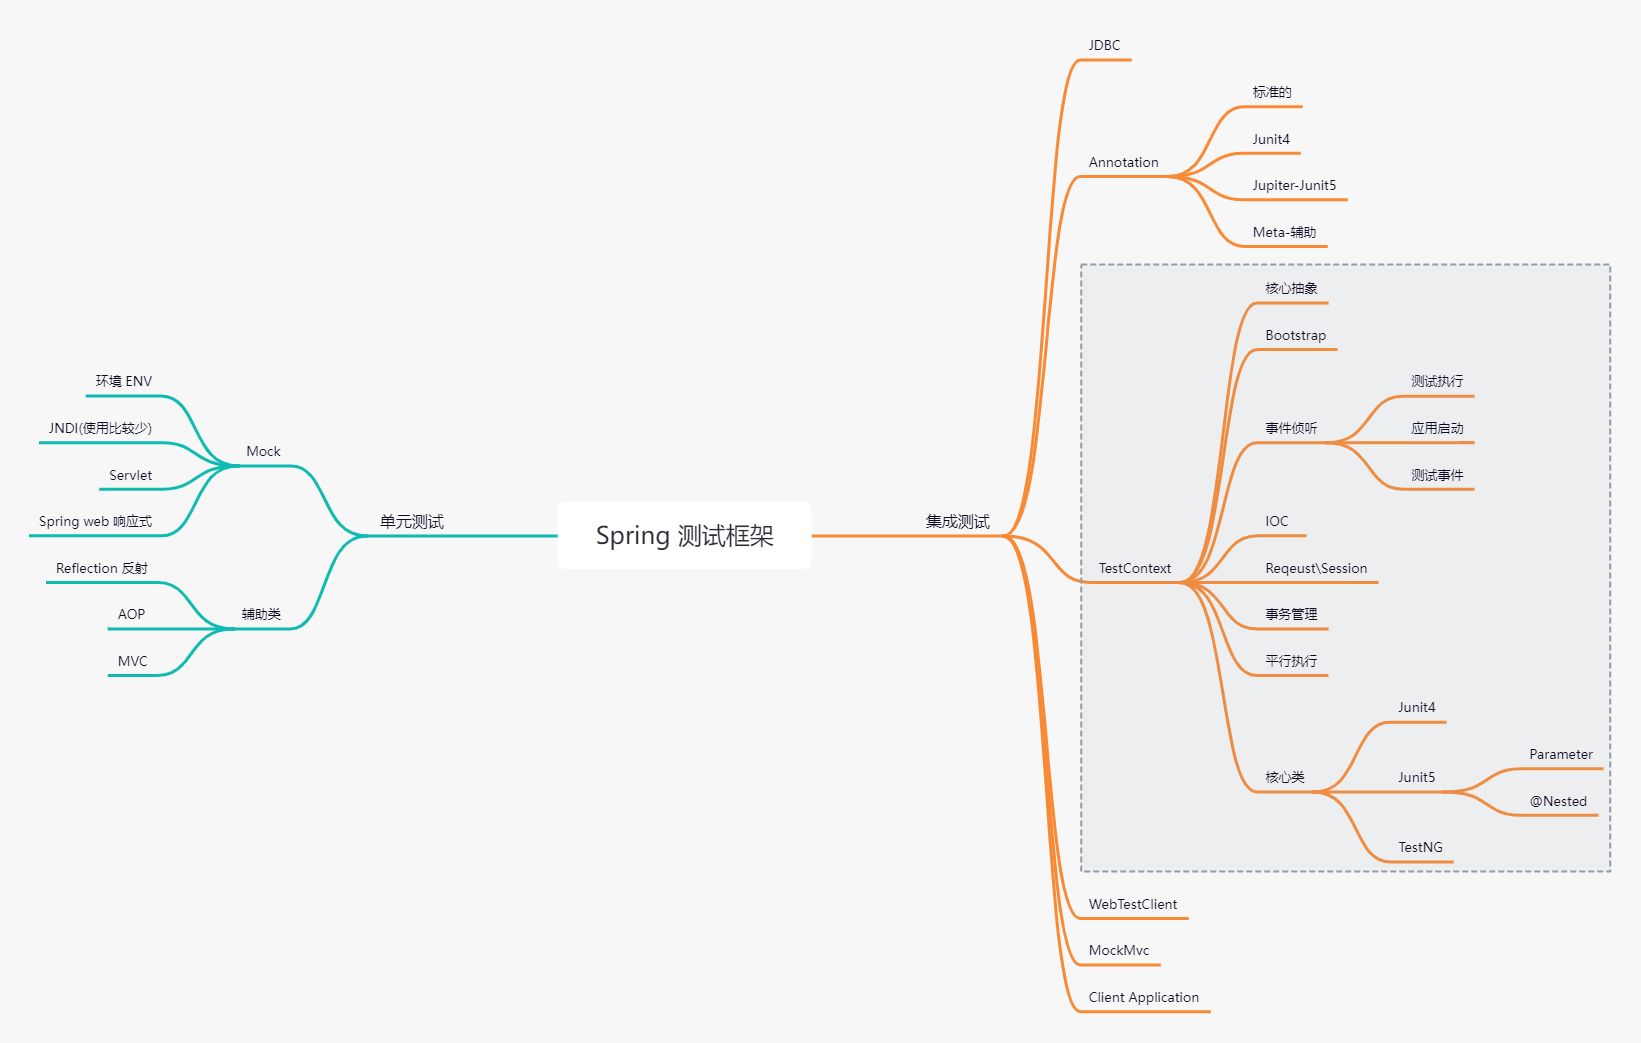 Spring 测试框架
单元测试
Mock
环境 ENV
JNDI(使用比较少)
Servlet
Spring web 响应式
辅助类
Reflection 反射
AOP
MVC
集成测试
JDBC
Annotation
标准的
Junit4
Jupiter-Junit5
Meta-辅助
TestContext
核心抽象
Bootstrap
事件侦听
测试执行
应用启动
测试事件
IOC
Reqeust\Session
事务管理
平行执行
核心类
Junit4
Junit5
Parameter
@Nested
TestNG
WebTestClient
MockMvc
Client Application